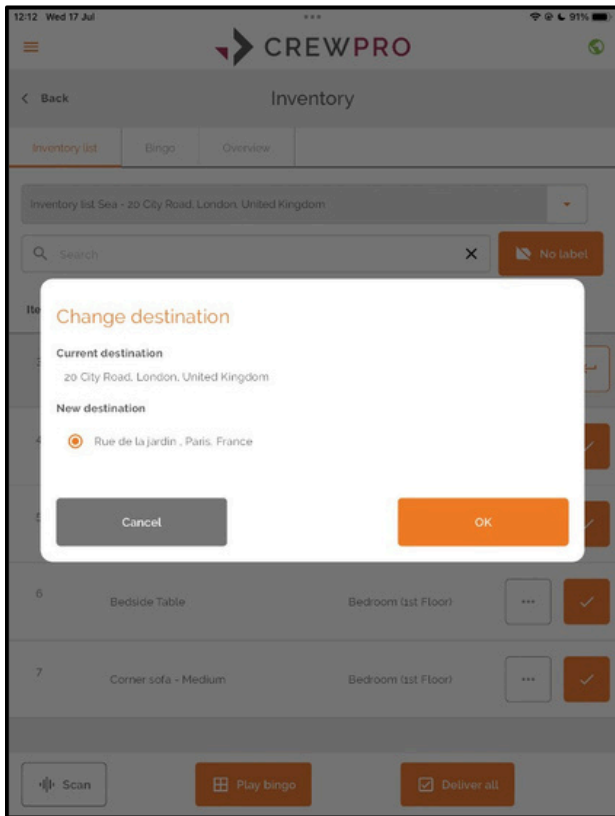 12:12 Wed 17 Jul
91%
CREWPRO
Back
Inventory
Inventory list
Bingo
Overview
Inventory list Sea - 20 City Road, London, United Kingdom
Search
No label
Ite
Change destination
Current destination
20 City Road, London, United Kingdom
New destination
Rue de la jardin , Paris, France
Cancel
OK
6
Bedside Table
Bedroom (1st Floor)
7
Corner sofa - Medium
Bedroom (1st Floor)
Scan
Play bingo
Deliver all